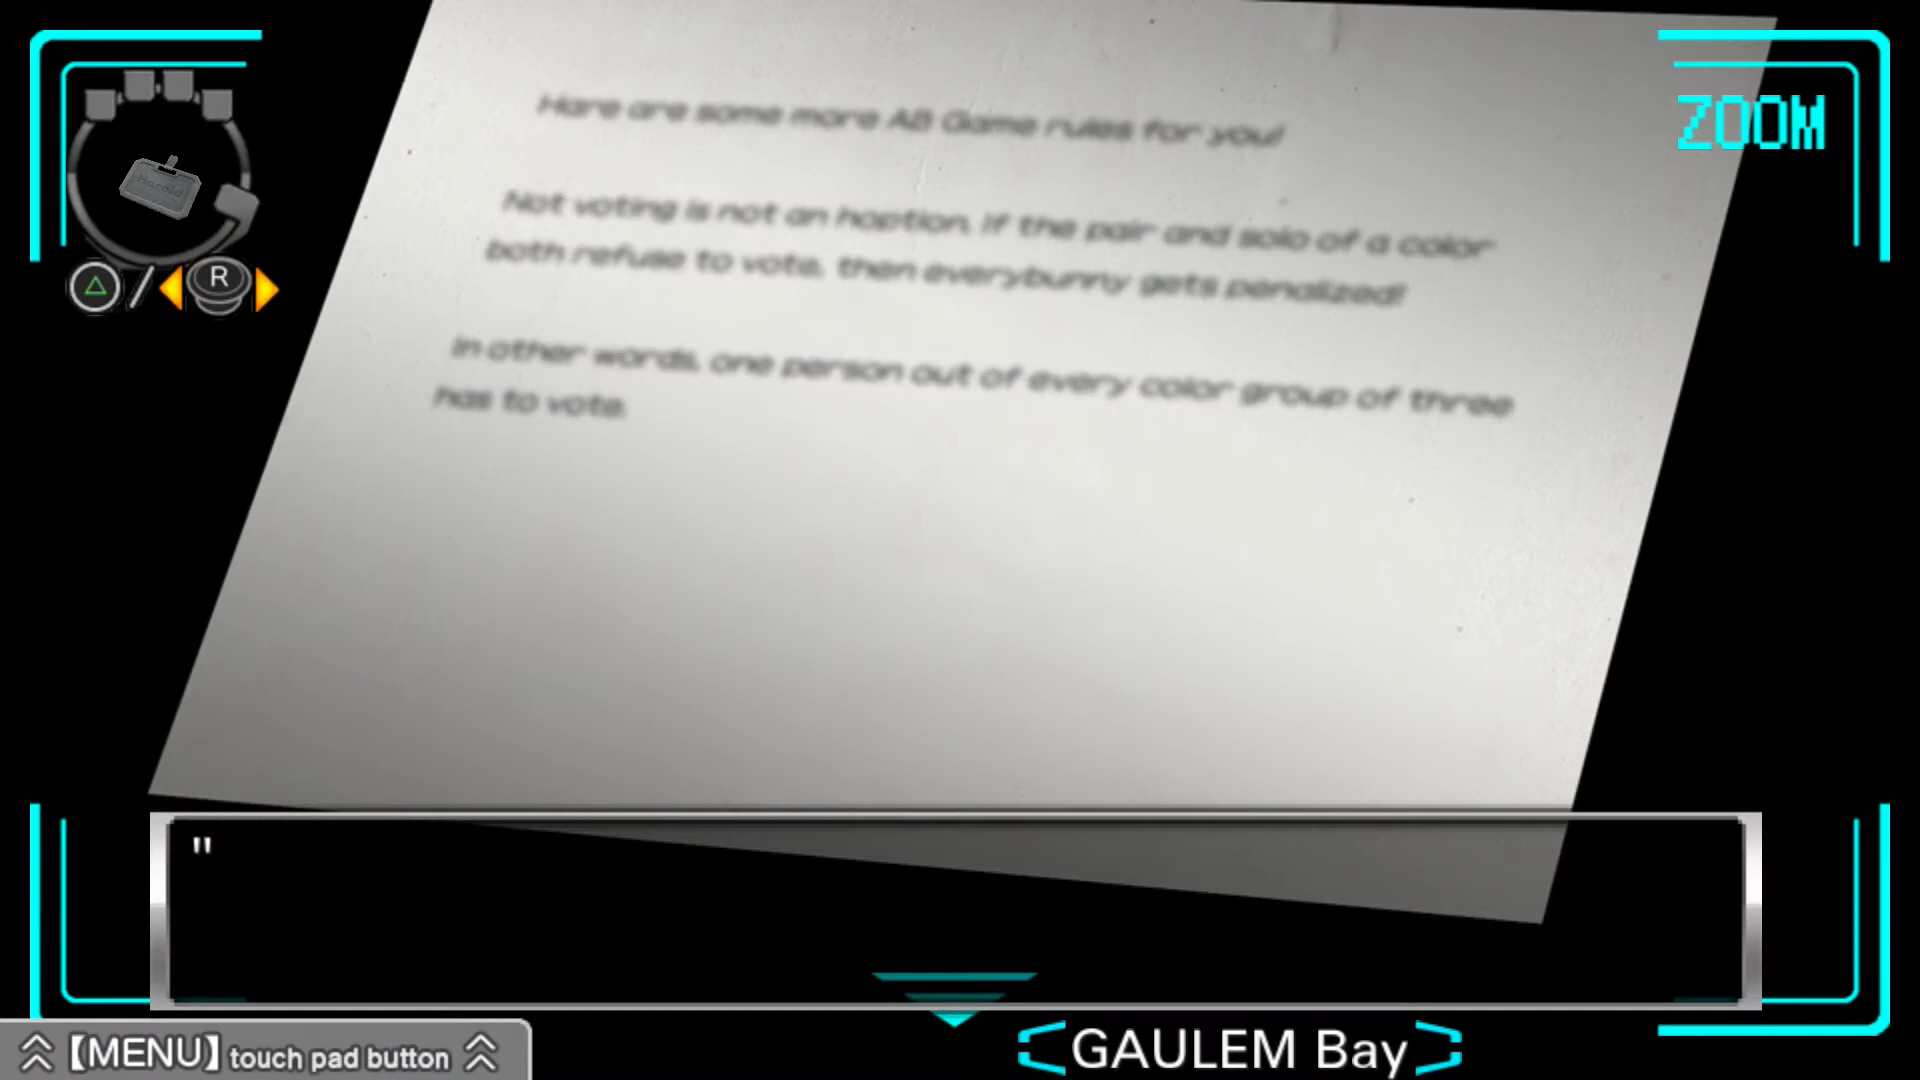 ZOOM
Harold
R
Hare are some more AB Game rules for you!
Not voting is not an hoption. If the pair and solo of a color
both refuse to vote, then everybunny gets penalized!
In other words, one person out of every color group of three
has to vote.
"
【MENU】touch pad button
GAULEM Bay